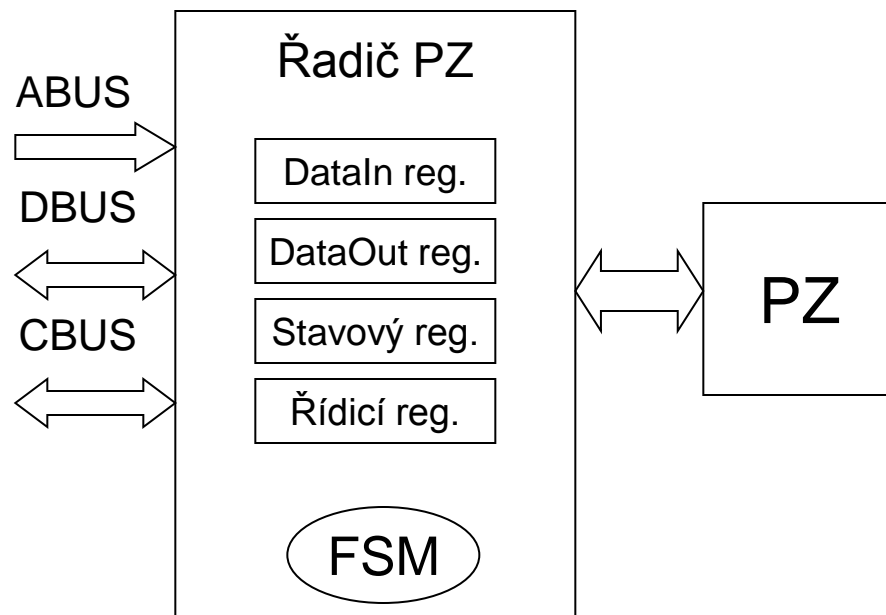 Řadič PZ
ABUS
DataIn reg.
DBUS
DataOut reg.
PZ
CBUS
Stavový reg.
Řídicí reg.
FSM